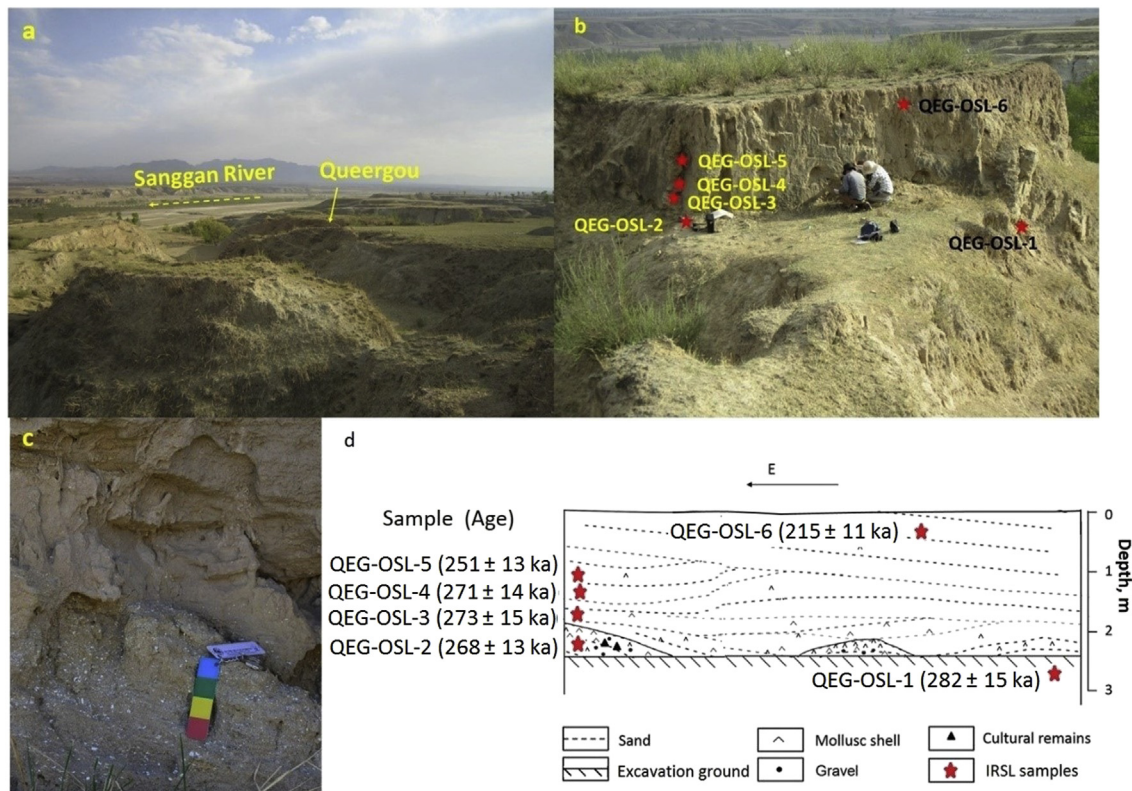 a
Sanggan River
Queergou
b
QEG-OSL-6
QEG-OSL-5
QEG-OSL-4
QEG-OSL-3
QEG-OSL-2
QEG-OSL-1
c
d
E
Sample (Age)
QEG-OSL-6 (215 ± 11 ka)
QEG-OSL-5 (251 ± 13 ka)
QEG-OSL-4 (271 ± 14 ka)
QEG-OSL-3 (273 ± 15 ka)
QEG-OSL-2 (268 ± 13 ka)
QEG-OSL-1 (282 ± 15 ka)
0
1
2
3
Depth, m
Sand
Mollusc shell
Cultural remains
Excavation ground
Gravel
IRSL samples